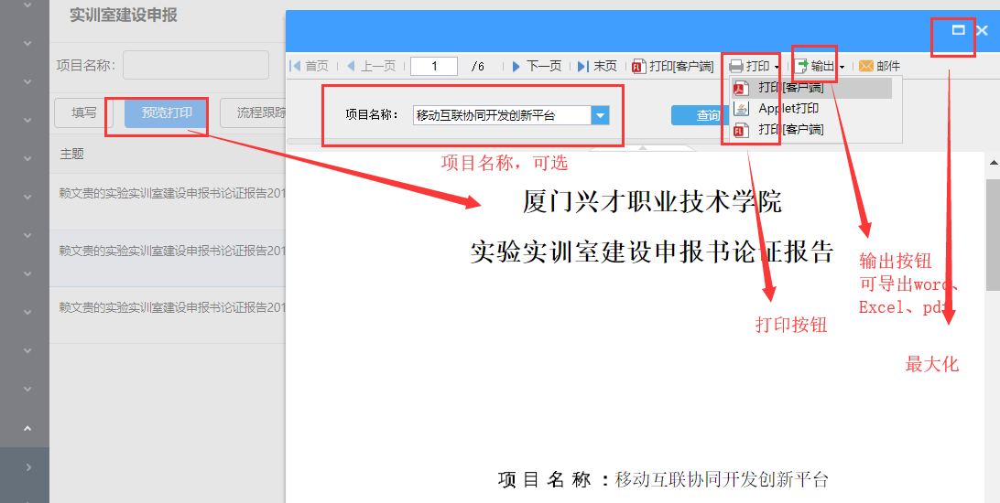 实训室建设申报
项目名称:
填写
预览打印
流程跟踪
主题
赖文贵的实验实训室建设申报书论证报告201
赖文贵的实验实训室建设申报书论证报告201
赖文贵的实验实训室建设申报书论证报告201
首页
上一页
1
/6
下一页
末页
打印[客户端]
打印
输出
邮件
打印[客户端]
Applet打印
打印[客户端]
项目名称：
移动互联协同开发创新平台
查询
项目名称，可选
厦门兴才职业技术学院
实验实训室建设申报书论证报告
输出按钮
可导出word、
Excel、pdf
打印按钮
最大化
项目名称：移动互联协同开发创新平台